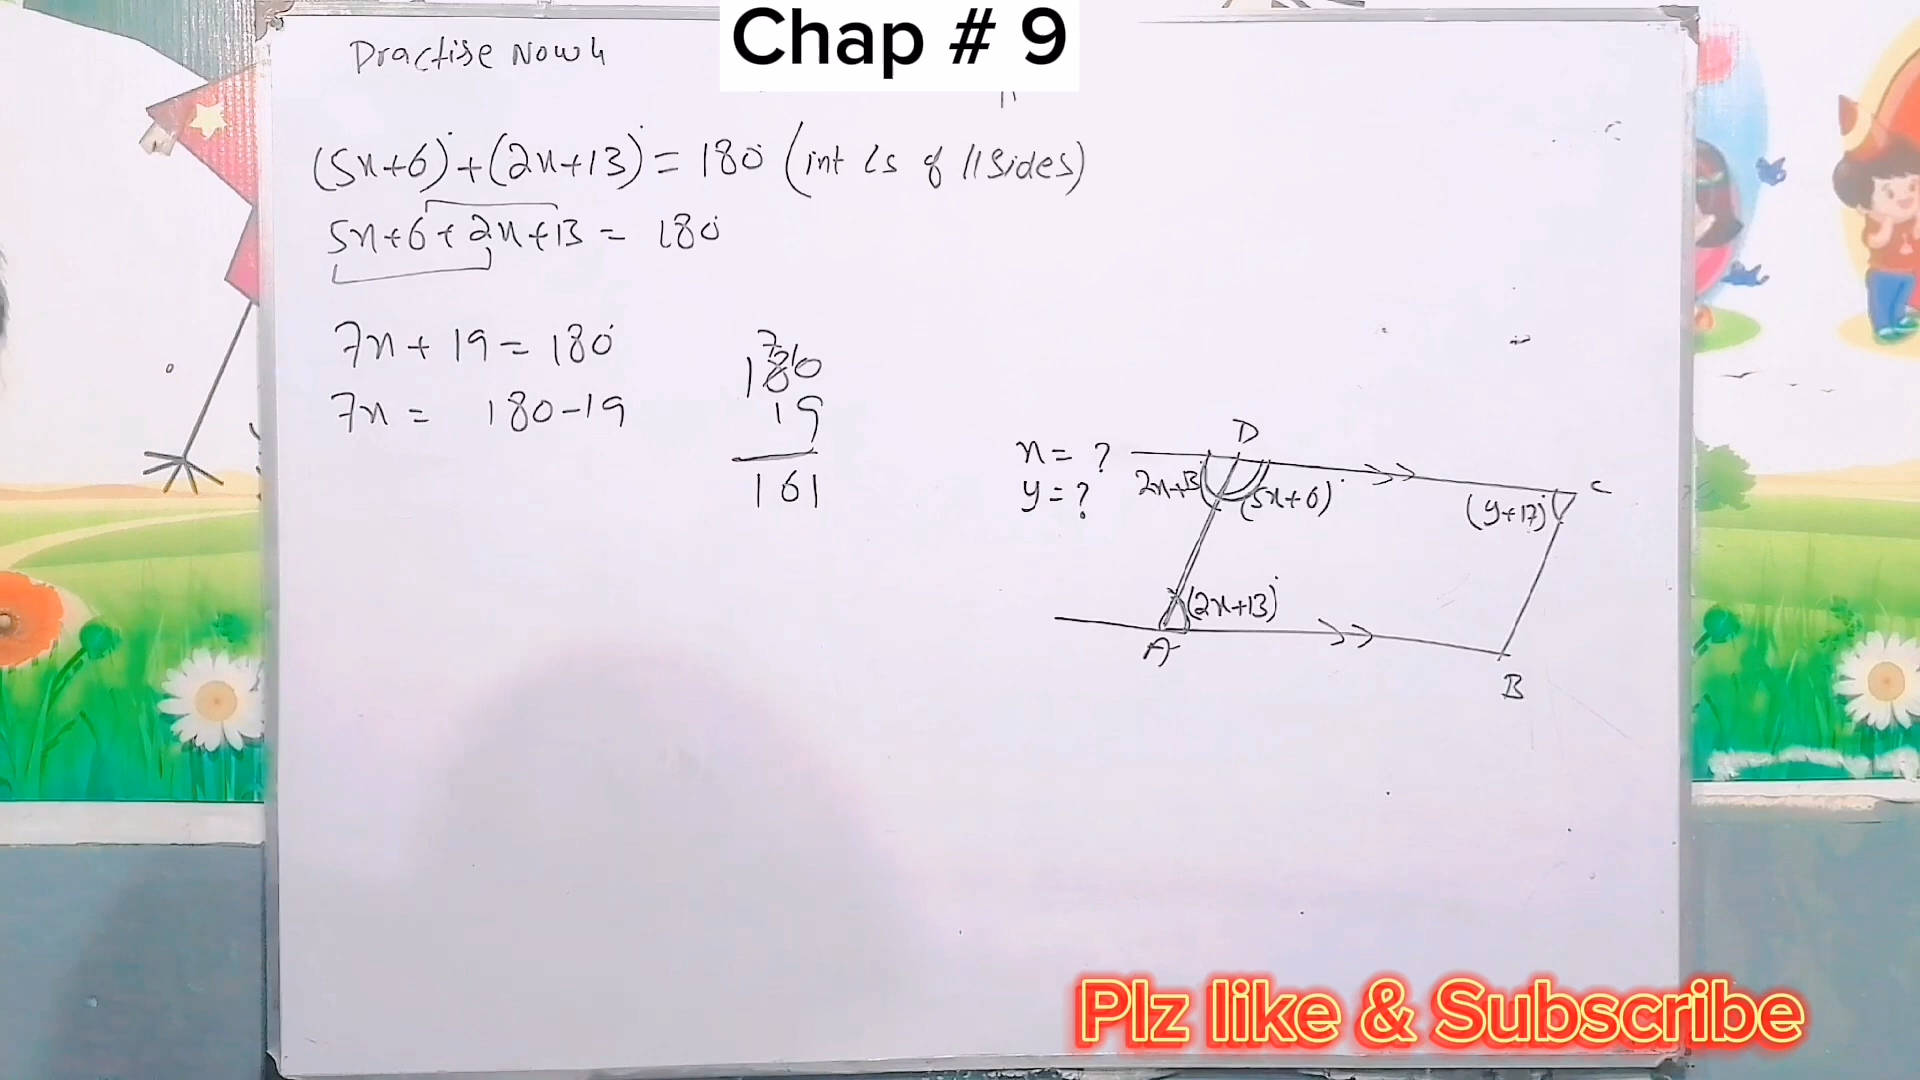 Chap # 9
Practise Now 4
(5x+6)°+(2x+13)°=180° (int ∠s of // sides)
5x+6+2x+13=180°
7x+19=180°
7x=180-19
7
180
19
161
x=?
y=?
D
2x+13
(5x+6)°
(y+17)°
C
(2x+13)°
A
B
Plz like & Subscribe